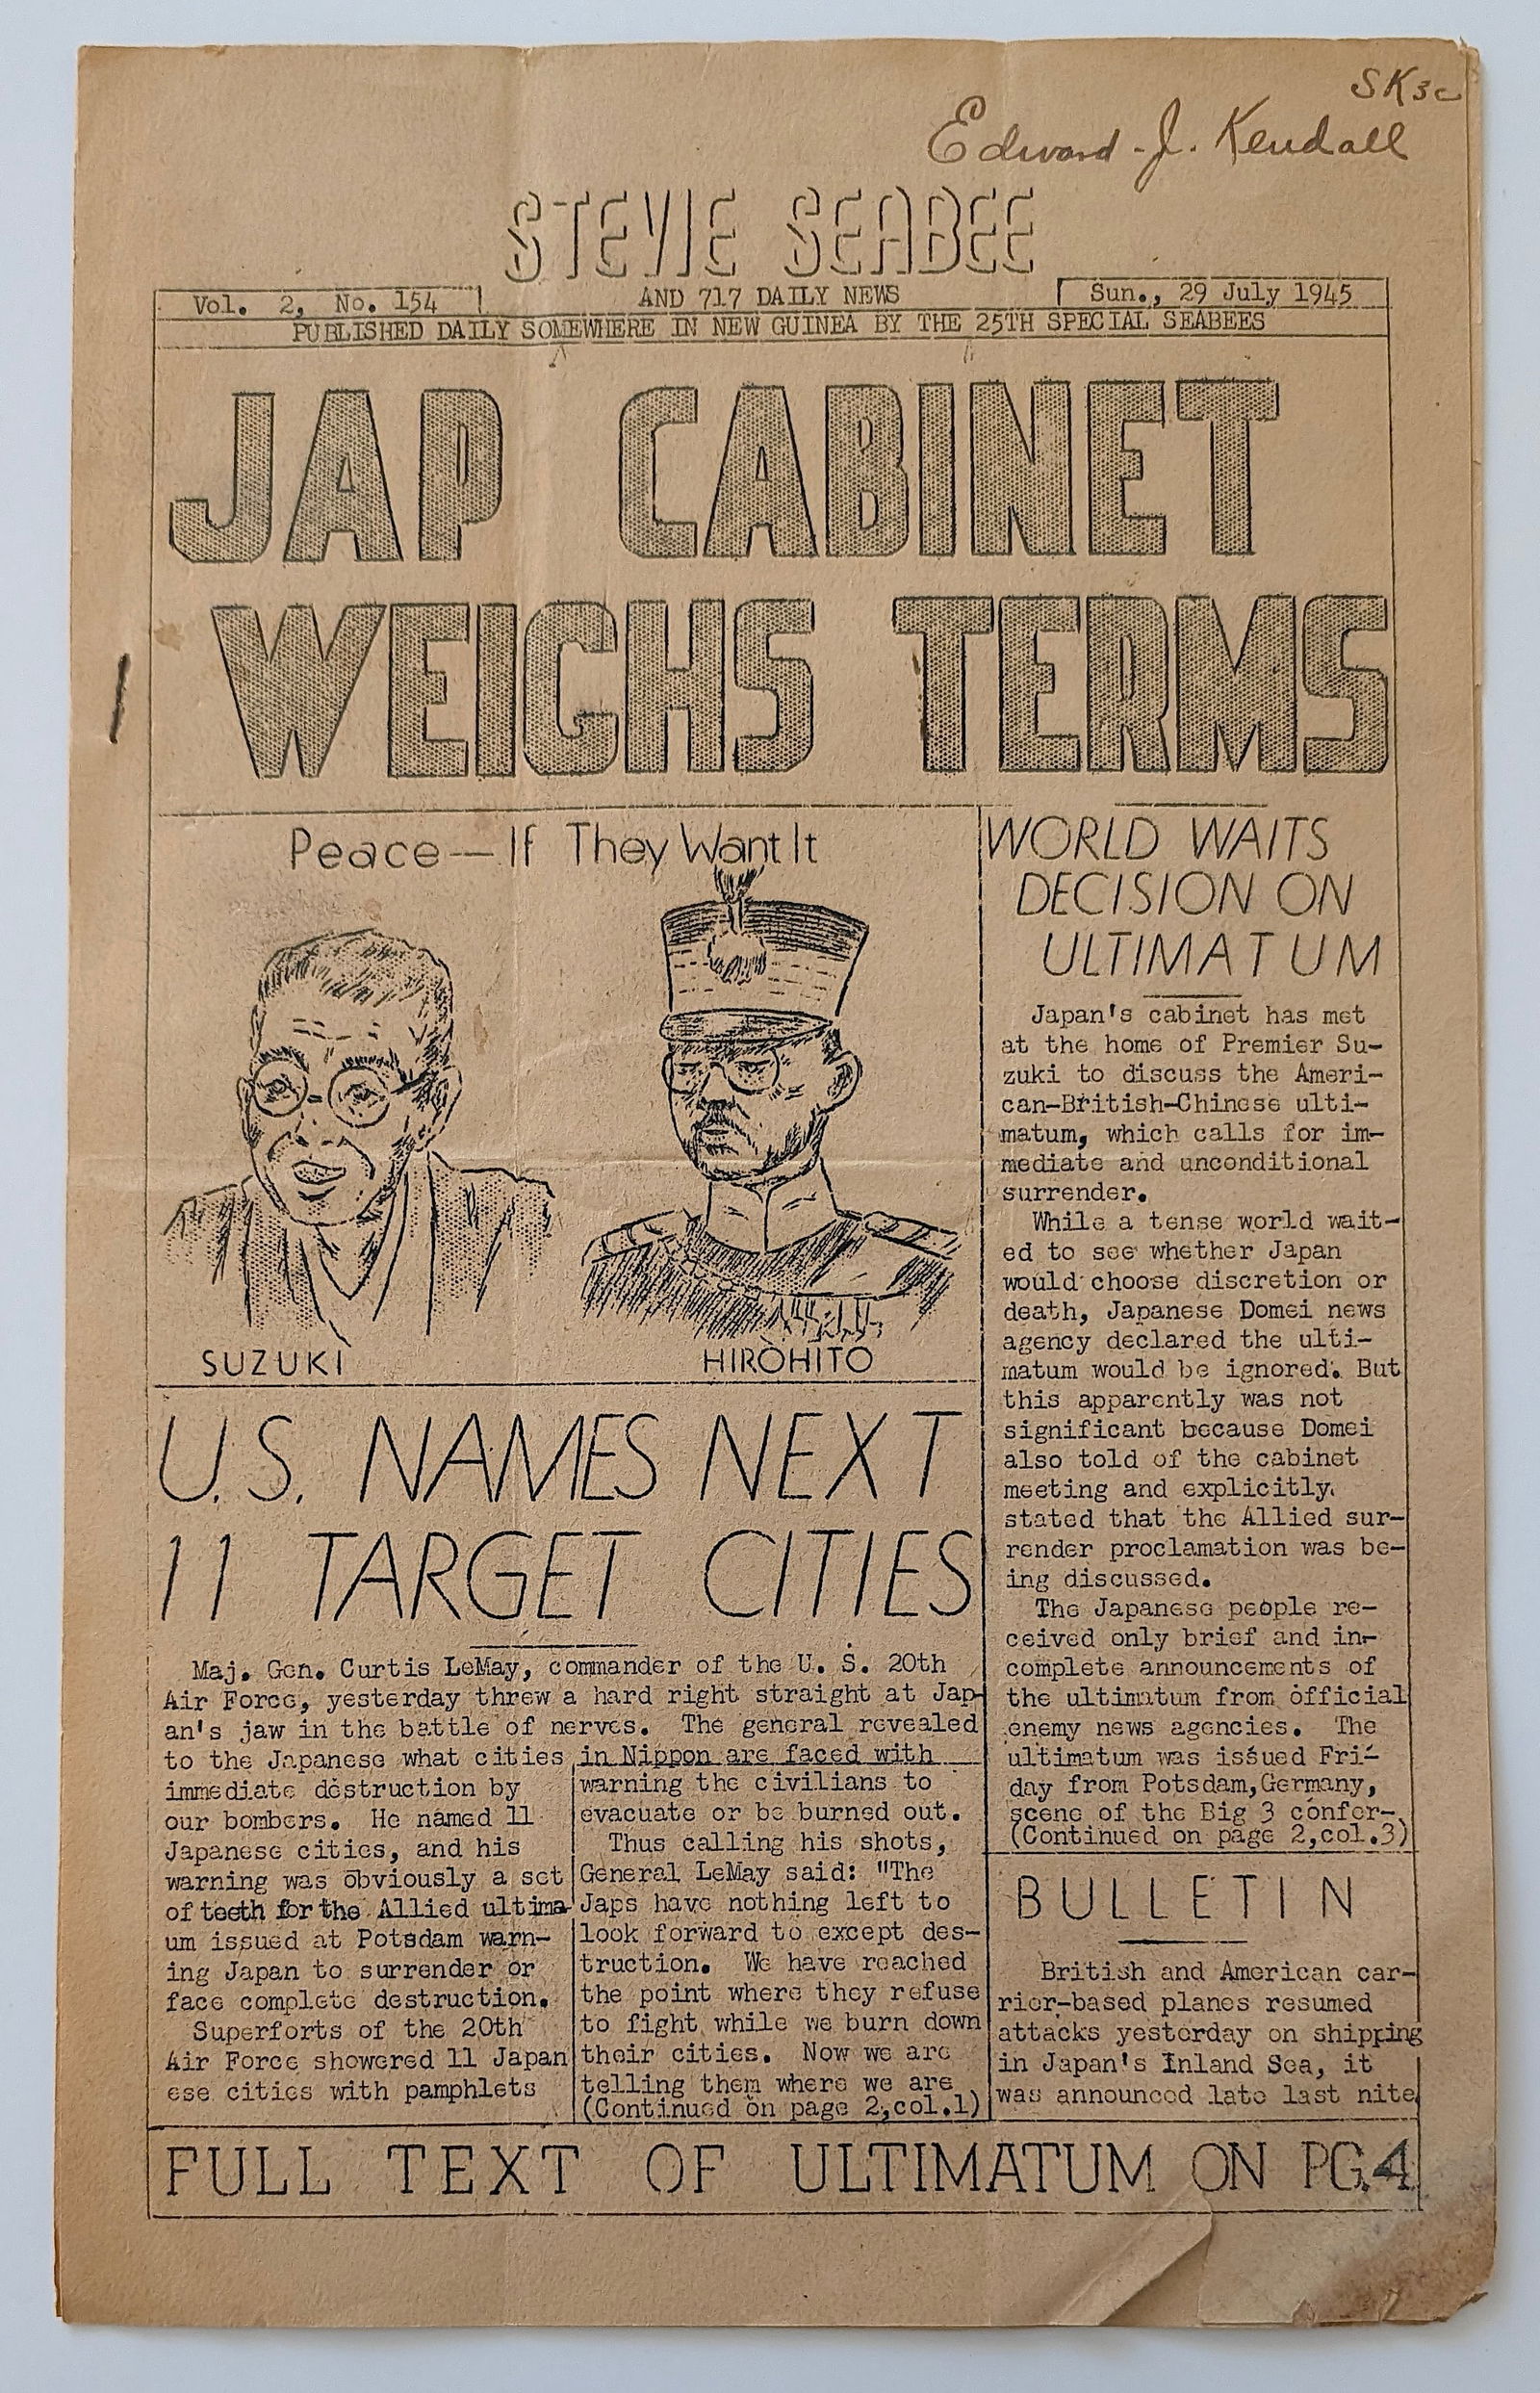 SK3c
Edward J. Kendall
STEVIE SEABEE
Vol. 2, No. 154
AND 717 DAILY NEWS
Sun., 29 July 1945
PUBLISHED DAILY SOMEWHERE IN NEW GUINEA BY THE 25TH SPECIAL SEABEES
JAP CABINET
WEIGHS TERMS
Peace—If They Want It
SUZUKI
HIROHITO
U.S. NAMES NEXT
11 TARGET CITIES
Maj. Gen. Curtis LeMay, commander of the U. S. 20th
Air Force, yesterday threw a hard right straight at Jap-
an's jaw in the battle of nerves. The general revealed
to the Japanese what cities in Nippon are faced with
immediate destruction by
our bombers. He named 11
Japanese cities, and his
warning was obviously a set
of teeth for the Allied ultima-
um issued at Potsdam warn-
ing Japan to surrender or
face complete destruction.
Superforts of the 20th
Air Force showered 11 Japan
ese cities with pamphlets
warning the civilians to
evacuate or be burned out.
Thus calling his shots,
General LeMay said: "The
Japs have nothing left to
look forward to except des-
truction. We have reached
the point where they refuse
to fight while we burn down
their cities. Now we are
telling them where we are
(Continued on page 2,col.1)
WORLD WAITS
DECISION ON
ULTIMATUM
Japan's cabinet has met
at the home of Premier Su-
zuki to discuss the Ameri-
can-British-Chinese ulti-
matum, which calls for im-
mediate and unconditional
surrender.
While a tense world wait-
ed to see whether Japan
would choose discretion or
death, Japanese Domei news
agency declared the ulti-
matum would be ignored. But
this apparently was not
significant because Domei
also told of the cabinet
meeting and explicitly
stated that the Allied sur-
render proclamation was be-
ing discussed.
The Japanese people re-
ceived only brief and in-
complete announcements of
the ultimatum from official
enemy news agencies. The
ultimatum was issued Fri-
day from Potsdam,Germany,
scene of the Big 3 confer-
(Continued on page 2,col.3)
BULLETIN
British and American car-
rier-based planes resumed
attacks yesterday on shipping
in Japan's Inland Sea, it
was announced late last nite
FULL TEXT OF ULTIMATUM ON PG.4